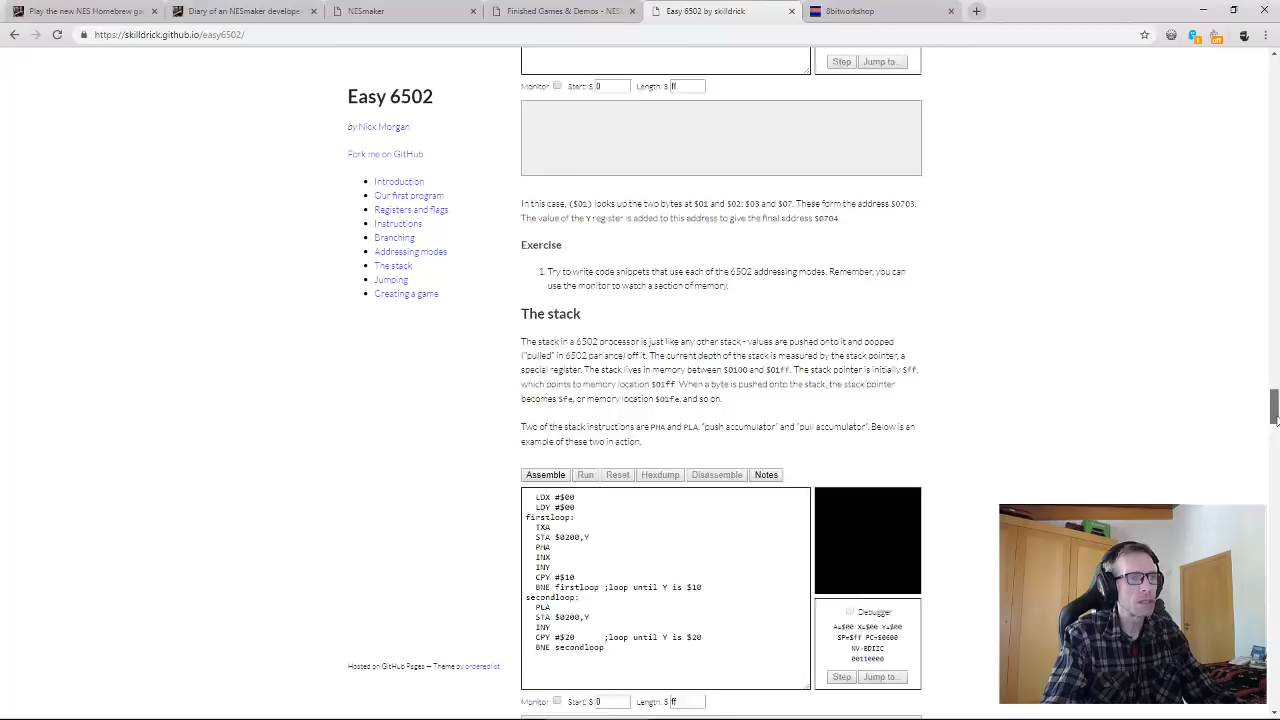 Play the new NES Homebrew ga
Diary of an NESmaker develope
NESmaker
Finished Games & Demos - NES
Easy 6502 by skilldrick
8bitworkshop
https://skilldrick.github.io/easy6502/
Step
Jump to...
Monitor
Start: $
0
Length: $
ff
Easy 6502
by Nick Morgan
Fork me on GitHub
Introduction
Our first program
Registers and flags
Instructions
Branching
Addressing modes
The stack
Jumping
Creating a game
In this case, ($01) looks up the two bytes at $01 and $02: $03 and $07. These form the address $0703.
The value of the Y register is added to this address to give the final address $0704.
Exercise
1. Try to write code snippets that use each of the 6502 addressing modes. Remember, you can
use the monitor to watch a section of memory.
The stack
The stack in a 6502 processor is just like any other stack - values are pushed onto it and popped
("pulled" in 6502 parlance) off it. The current depth of the stack is measured by the stack pointer, a
special register. The stack lives in memory between $0100 and $01ff. The stack pointer is initially $ff,
which points to memory location $01ff. When a byte is pushed onto the stack, the stack pointer
becomes $fe, or memory location $01fe, and so on.
Two of the stack instructions are PHA and PLA, "push accumulator" and "pull accumulator". Below is an
example of these two in action.
Assemble
Run
Reset
Hexdump
Disassemble
Notes
LDX #$00
LDY #$00
firstloop:
TXA
STA $0200,Y
PHA
INX
INY
CPY #$10
BNE firstloop ;loop until Y is $10
secondloop:
PLA
STA $0200,Y
INY
CPY #$20 ;loop until Y is $20
BNE secondloop
Debugger
A=$00 X=$00 Y=$00
SP=$ff PC=$0600
NV-BDIZC
00110000
Step
Jump to...
Monitor
Start: $
0
Length: $
ff
Hosted on GitHub Pages — Theme by orderedlist